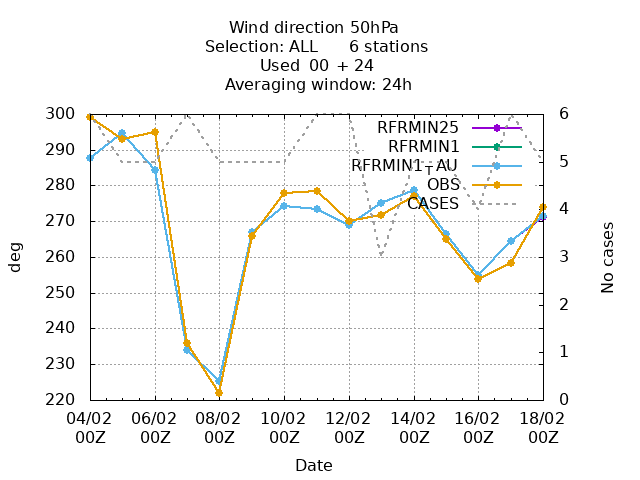 Wind direction 50hPa
Selection: ALL 6 stations
Used 00 + 24
Averaging window: 24h
300
290
280
270
260
250
240
230
220
6
5
4
3
2
1
0
RFRMIN25
RFRMIN1
RFRMIN1TAU
OBS
CASES
deg
No cases
04/02 06/02 08/02 10/02 12/02 14/02 16/02 18/02
00Z 00Z 00Z 00Z 00Z 00Z 00Z 00Z
Date